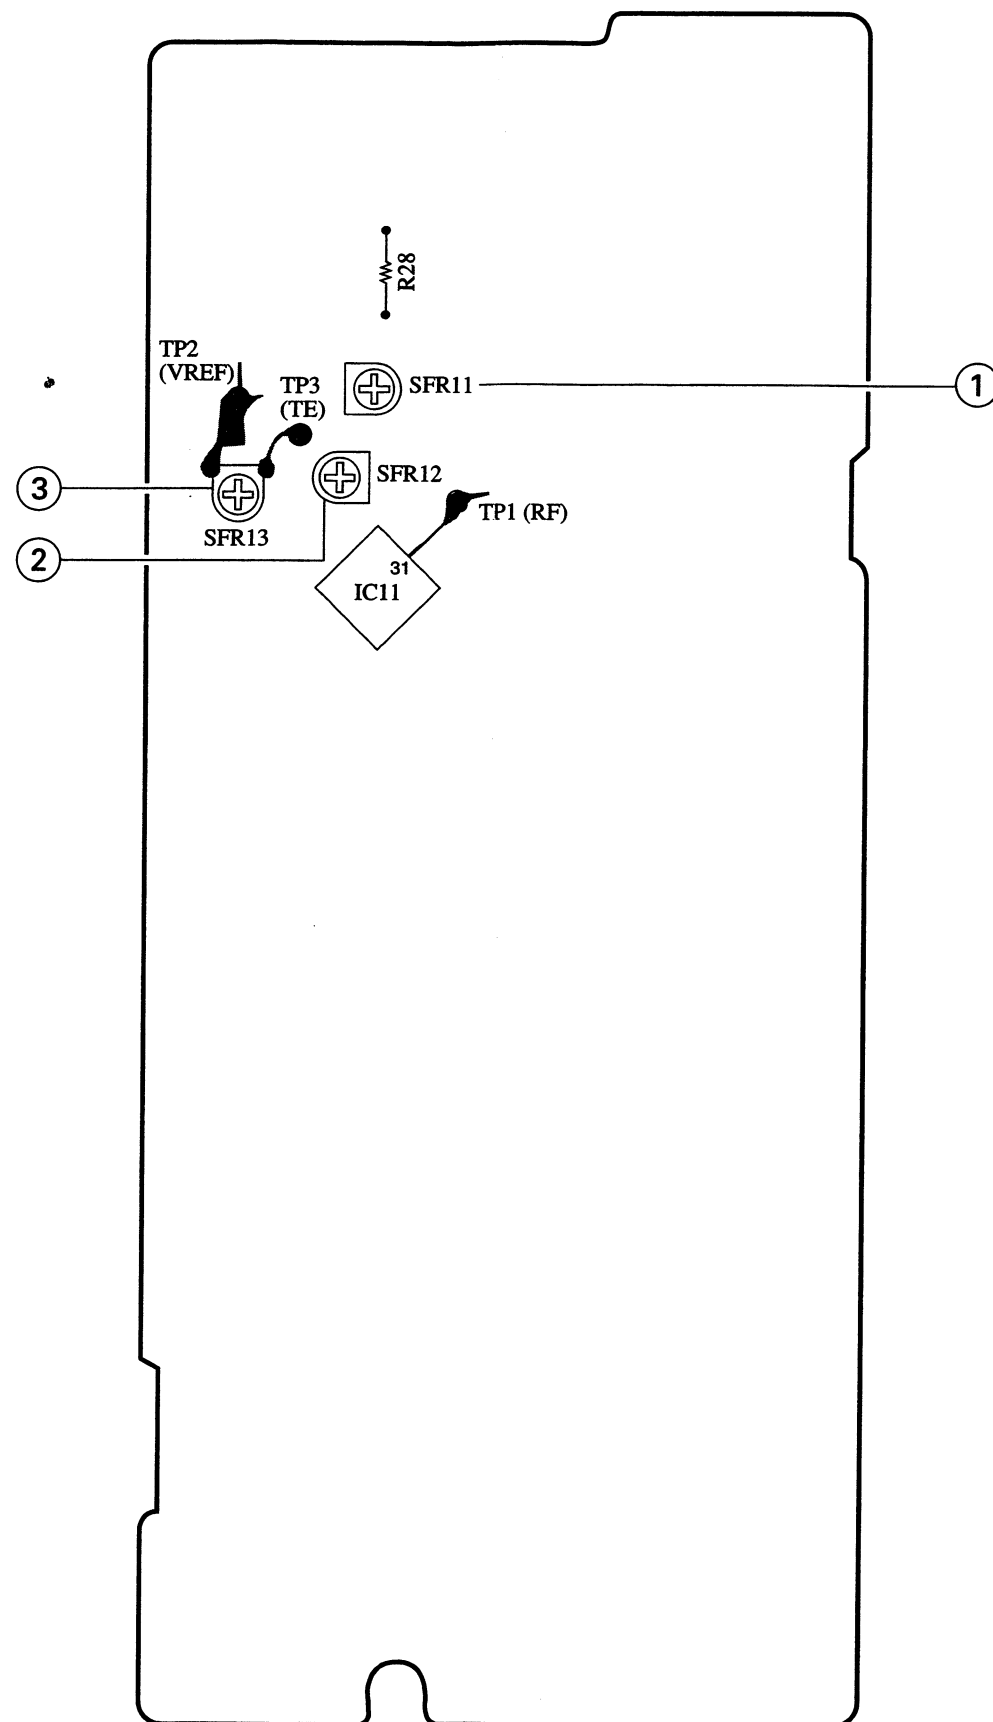 R28
TP2
(VREF)
TP3
(TE)
SFR11
1
SFR12
3
TP1 (RF)
SFR13
2
31
IC11